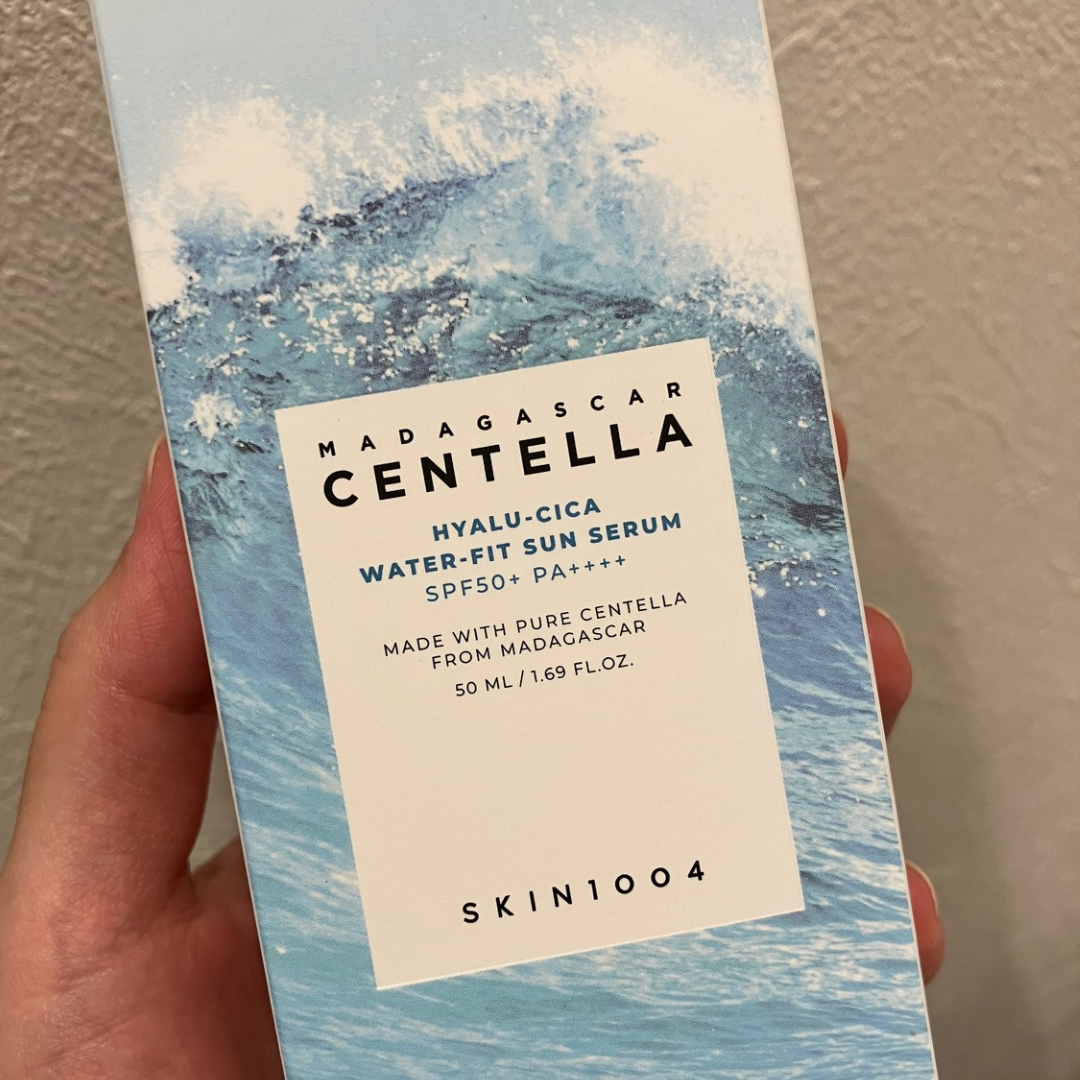 MADAGASCAR
CENTELLA
HYALU-CICA
WATER-FIT SUN SERUM
SPF50+ PA++++
MADE WITH PURE CENTELLA
FROM MADAGASCAR
50 ML / 1.69 FL.OZ.
SKIN1004